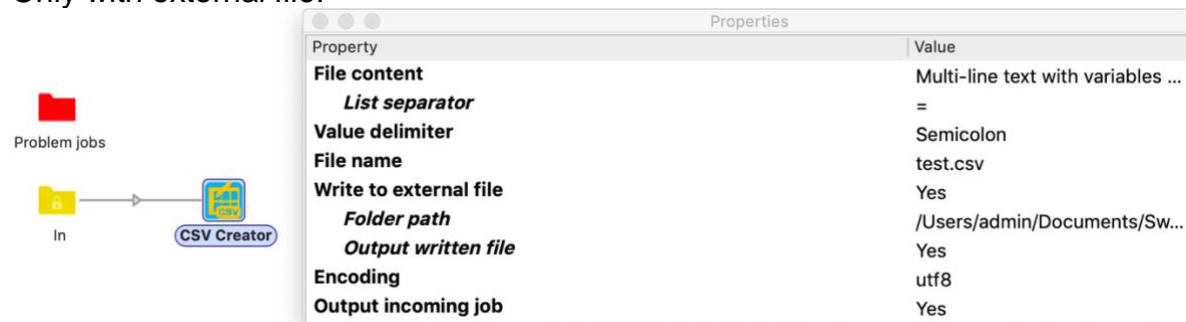 Only with external file:
Properties
Property Value
File content Multi-line text with variables ...
List separator =
Value delimiter Semicolon
File name test.csv
Write to external file Yes
Folder path /Users/admin/Documents/Sw...
Output written file Yes
Encoding utf8
Output incoming job Yes
Problem jobs
In
CSV
CSV Creator